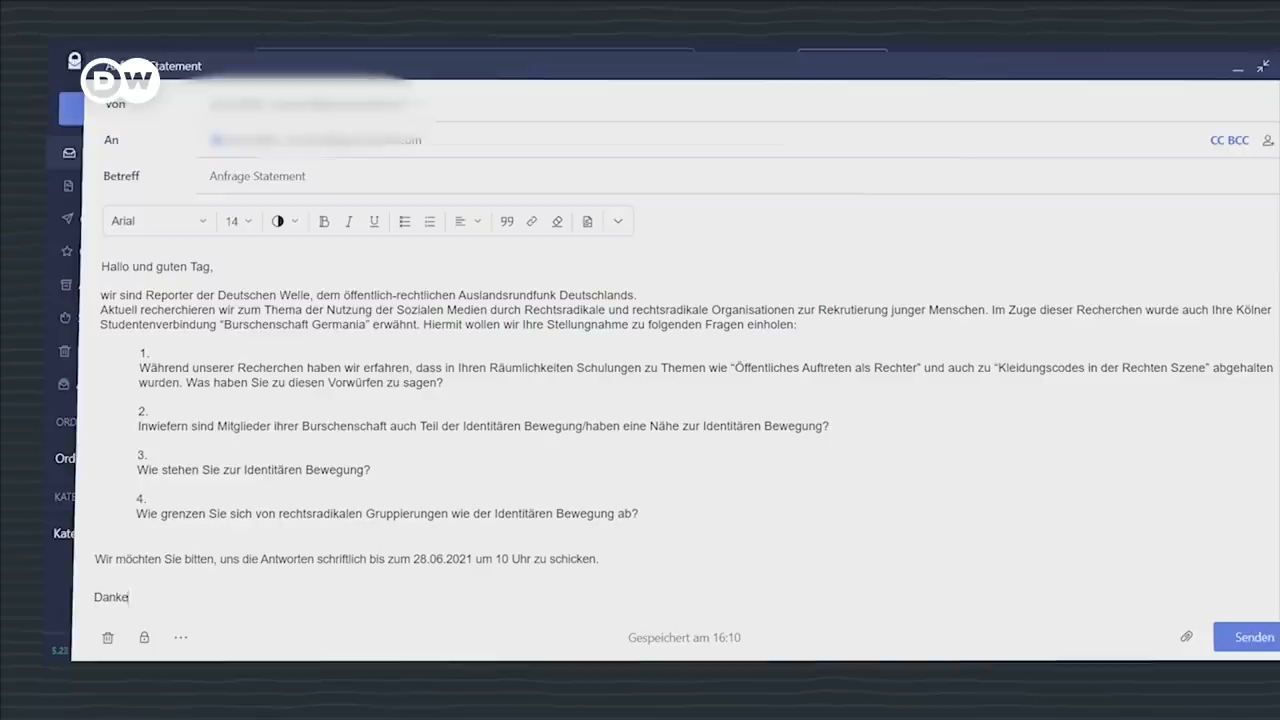 DW
Statement
Von
An
com
CC BCC
Betreff
Anfrage Statement
Arial
14
Hallo und guten Tag,
wir sind Reporter der Deutschen Welle, dem öffentlich-rechtlichen Auslandsrundfunk Deutschlands.
Aktuell recherchieren wir zum Thema der Nutzung der Sozialen Medien durch Rechtsradikale und rechtsradikale Organisationen zur Rekrutierung junger Menschen. Im Zuge dieser Recherchen wurde auch Ihre Kölner
Studentenverbindung “Burschenschaft Germania” erwähnt. Hiermit wollen wir Ihre Stellungnahme zu folgenden Fragen einholen:
1.
Während unserer Recherchen haben wir erfahren, dass in Ihren Räumlichkeiten Schulungen zu Themen wie “Öffentliches Auftreten als Rechter” und auch zu “Kleidungscodes in der Rechten Szene” abgehalten
wurden. Was haben Sie zu diesen Vorwürfen zu sagen?
2.
Inwiefern sind Mitglieder ihrer Burschenschaft auch Teil der Identitären Bewegung/haben eine Nähe zur Identitären Bewegung?
3.
Wie stehen Sie zur Identitären Bewegung?
4.
Wie grenzen Sie sich von rechtsradikalen Gruppierungen wie der Identitären Bewegung ab?
Wir möchten Sie bitten, uns die Antworten schriftlich bis zum 28.06.2021 um 10 Uhr zu schicken.
Danke
Gespeichert am 16:10
Senden
ORD
Ord
KATE
Kate
5.23